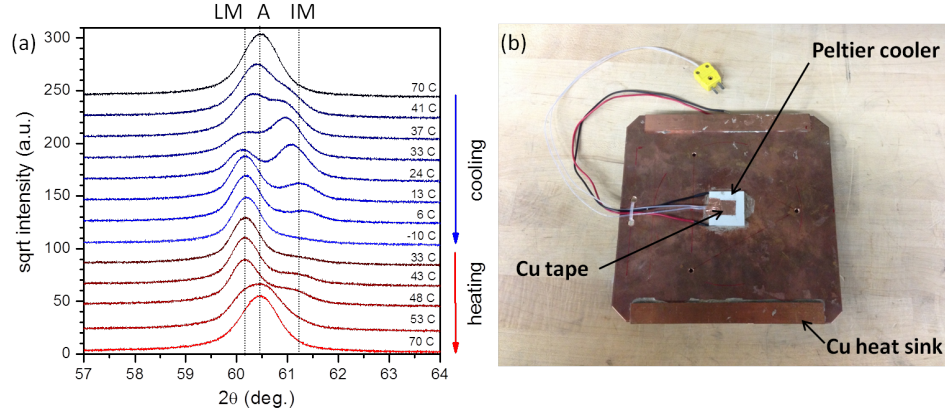 LM A IM
(a)
300
250
200
150
100
50
0
57 58 59 60 61 62 63 64
2θ (deg.)
sqrt intensity (a.u.)
70 C
41 C
37 C
33 C
24 C
13 C
6 C
-10 C
33 C
43 C
48 C
53 C
70 C
cooling
heating
(b)
Peltier cooler
Cu tape
Cu heat sink